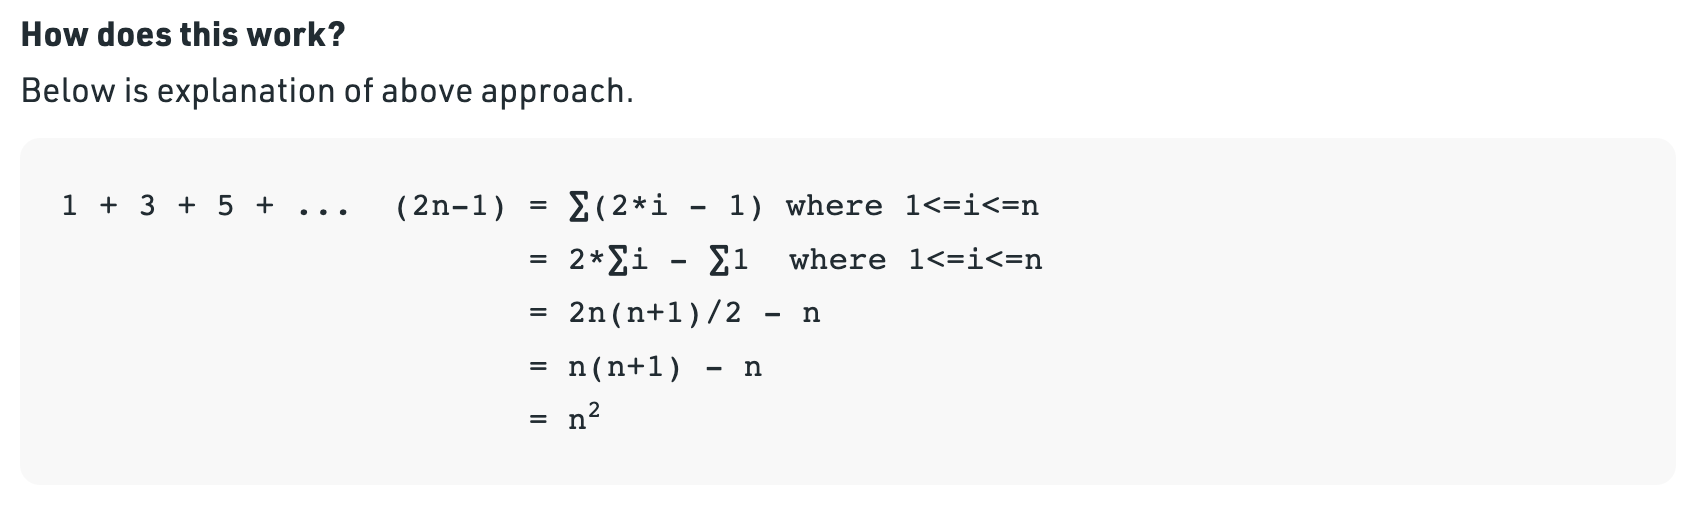 How does this work?
Below is explanation of above approach.
1 + 3 + 5 + ...  (2n-1) = ∑(2*i - 1) where 1<=i<=n
= 2*∑i - ∑1  where 1<=i<=n
= 2n(n+1)/2 - n
= n(n+1) - n
= n²